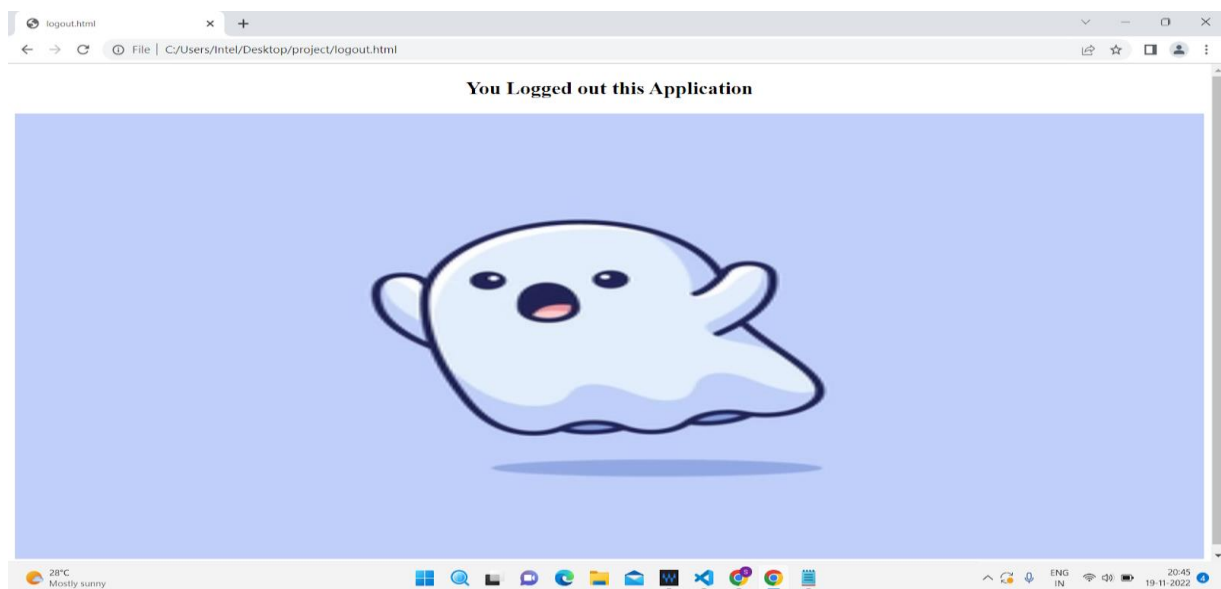 logout.html
File | C:/Users/Intel/Desktop/project/logout.html
You Logged out this Application
28°C
Mostly sunny
ENG
IN
20:45
19-11-2022
4